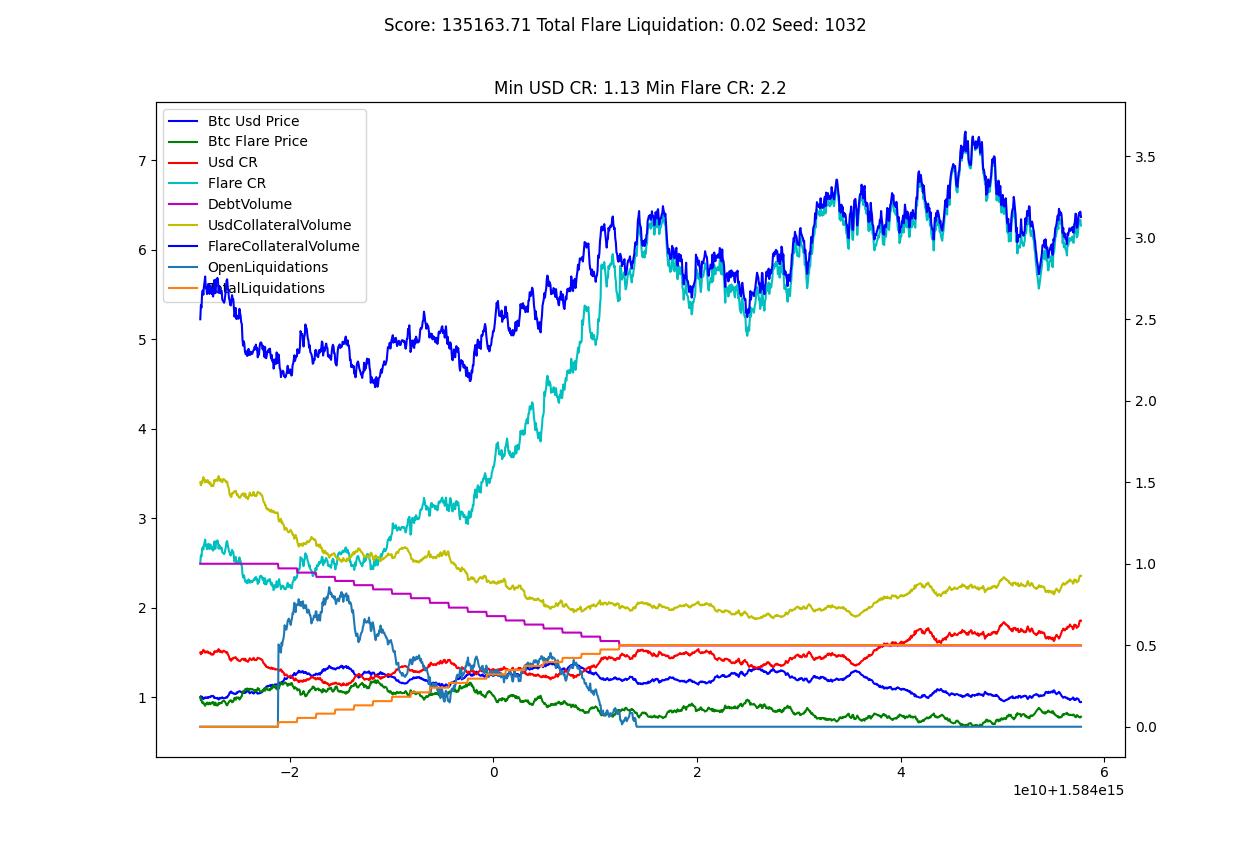 Score: 135163.71 Total Flare Liquidation: 0.02 Seed: 1032
Min USD CR: 1.13 Min Flare CR: 2.2
Btc Usd Price
Btc Flare Price
Usd CR
Flare CR
DebtVolume
UsdCollateralVolume
FlareCollateralVolume
OpenLiquidations
TotalLiquidations
7
6
5
4
3
2
1
3.5
3.0
2.5
2.0
1.5
1.0
0.5
0.0
−2
0
2
4
6
1e10+1.584e15